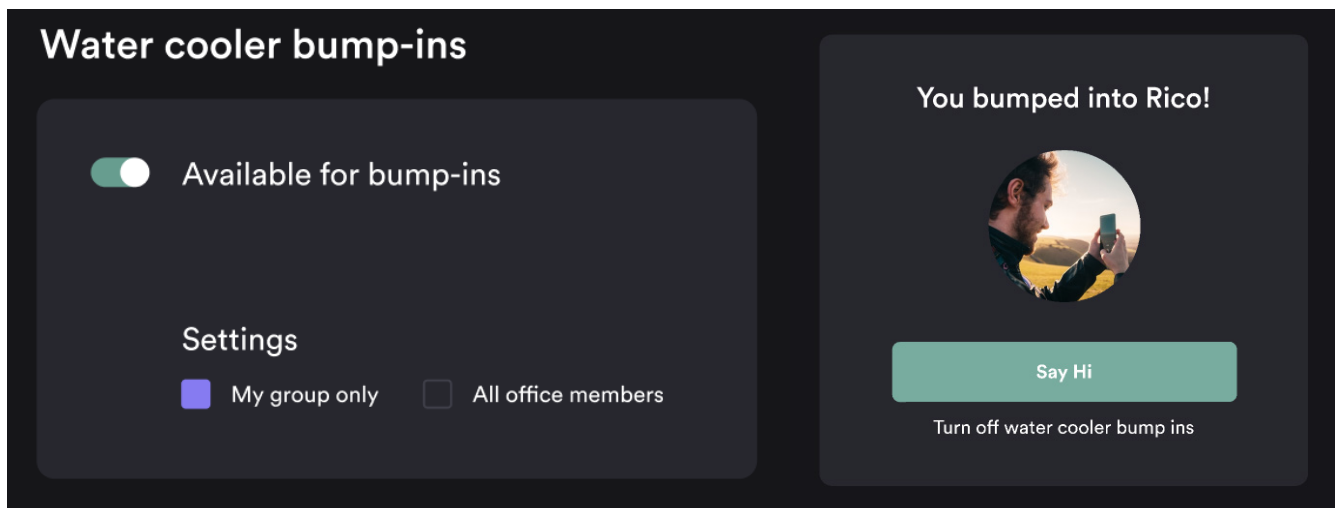 Water cooler bump-ins
Available for bump-ins
Settings
My group only
All office members
You bumped into Rico!
Say Hi
Turn off water cooler bump ins